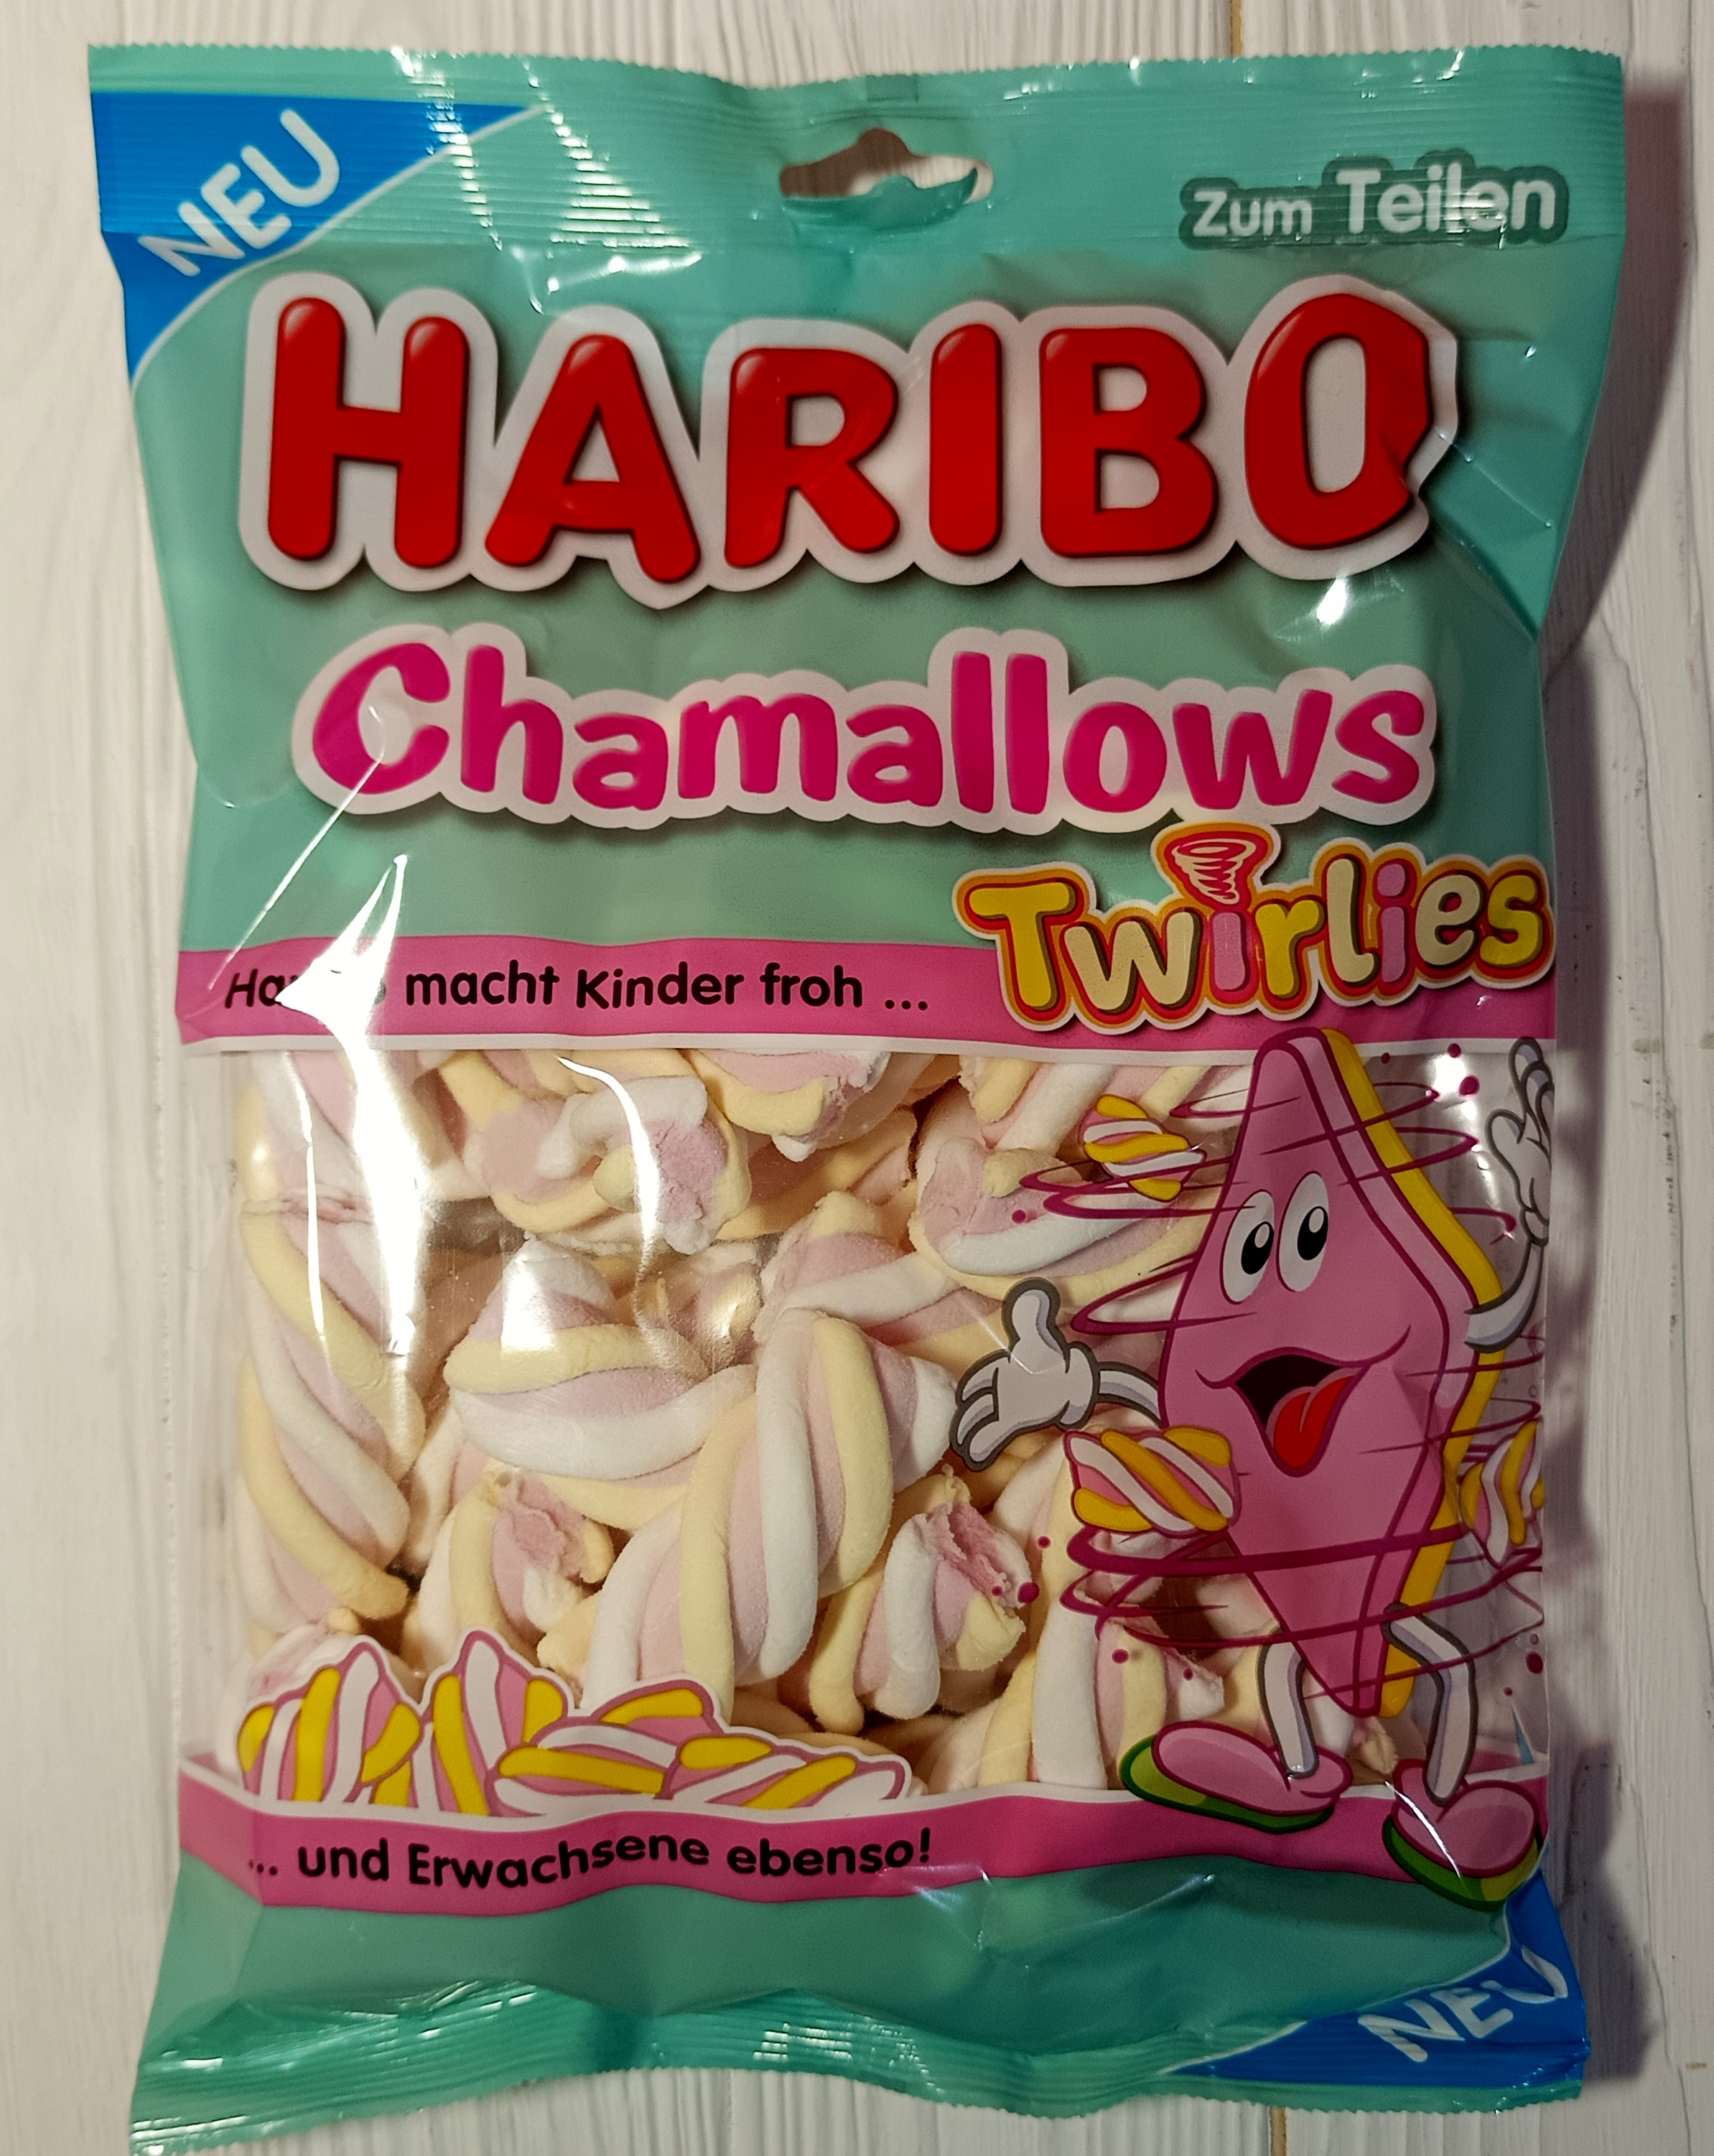 NEU
Zum Teilen
HARIBO
Chamallows
Twirlies
macht Kinder froh ...
... und Erwachsene ebenso!
NEU